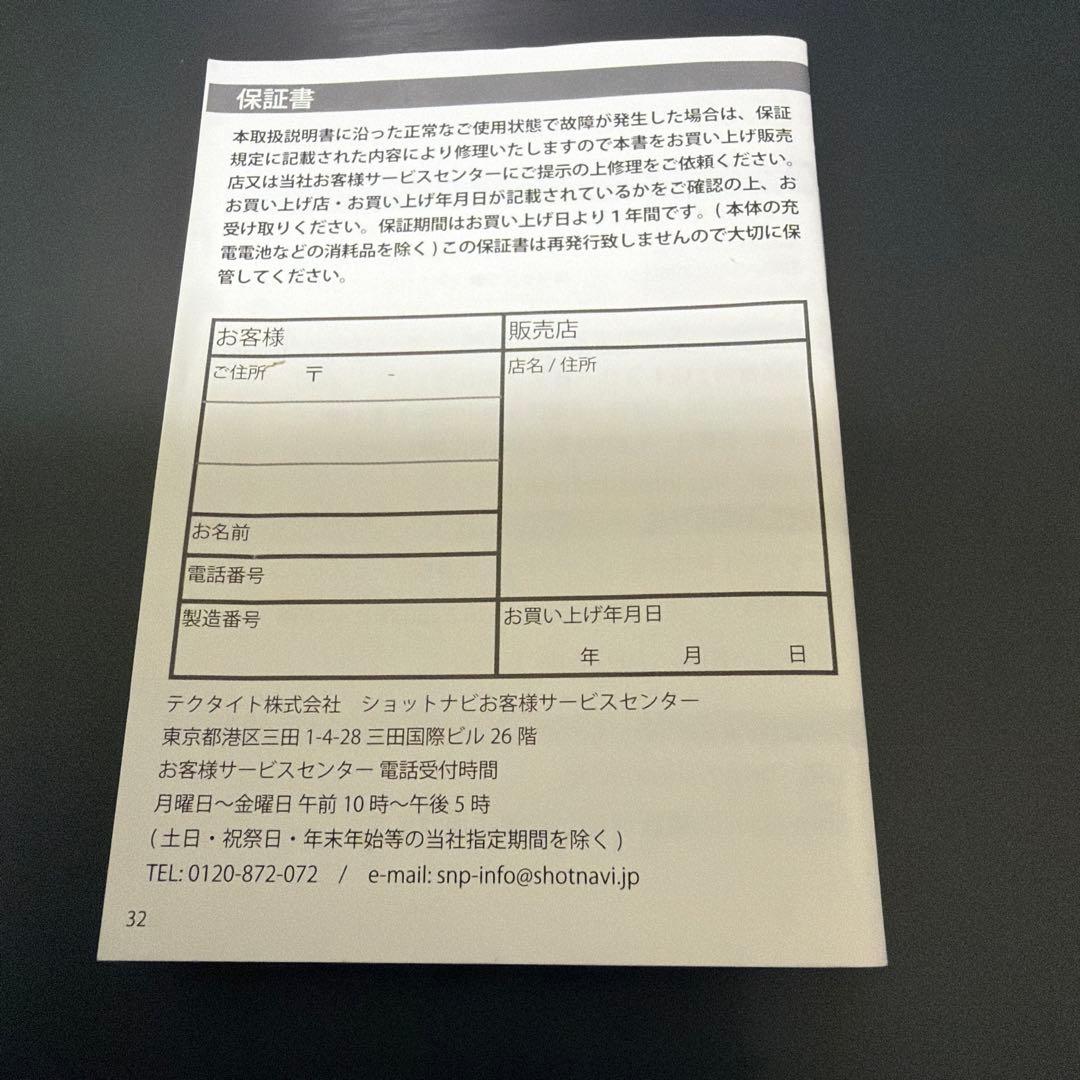 保証書
本取扱説明書に沿った正常なご使用状態で故障が発生した場合は、保証
規定に記載された内容により修理いたしますので本書をお買い上げ販売
店又は当社お客様サービスセンターにご提示の上修理をご依頼ください。
お買い上げ店・お買い上げ年月日が記載されているかをご確認の上、お
受け取りください。保証期間はお買い上げ日より1年間です。(本体の充
電電池などの消耗品を除く)この保証書は再発行致しませんので大切に保
管してください。
お客様
販売店
ご住所 〒 -
店名 / 住所
お名前
電話番号
製造番号
お買い上げ年月日
年 月 日
テクタイト株式会社 ショットナビお客様サービスセンター
東京都港区三田 1-4-28 三田国際ビル 26 階
お客様サービスセンター 電話受付時間
月曜日〜金曜日 午前 10 時〜午後 5 時
(土日・祝祭日・年末年始等の当社指定期間を除く)
TEL: 0120-872-072 / e-mail: snp-info@shotnavi.jp
32